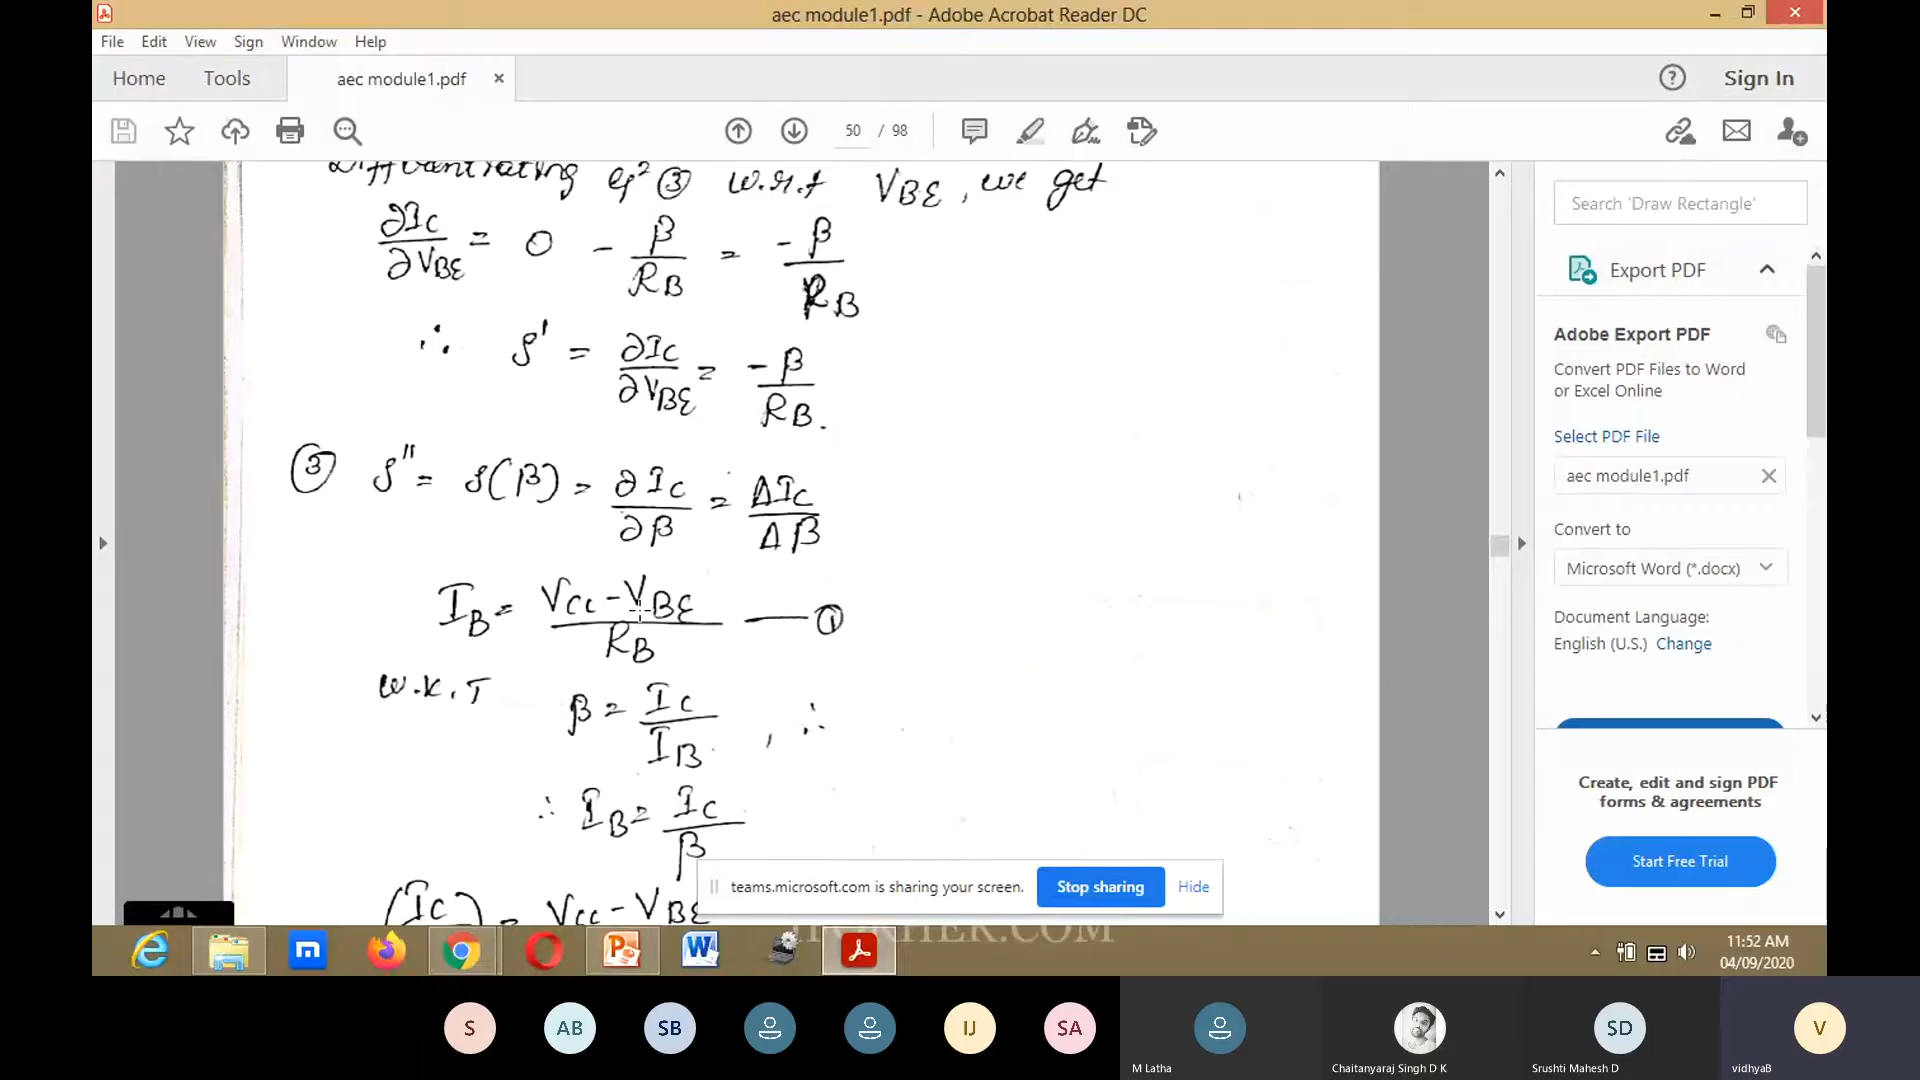 aec module1.pdf - Adobe Acrobat Reader DC
File Edit View Sign Window Help
Home Tools aec module1.pdf
Sign In
50 / 98
Differentrating eqⁿ ③ w.r.t VBE, we get
∂IC/∂VBE = 0 - β/RB = -β/RB
∴ S' = ∂IC/∂VBE = -β/RB.
③ S'' = S(β) = ∂IC/∂β = ΔIC/Δβ
IB = VCC-VBE/RB —— ①
W.K.T β = IC/IB , ∴
∴ IB = IC/β
(IC ) = VCC - VBE
Search 'Draw Rectangle'
Export PDF
Adobe Export PDF
Convert PDF Files to Word
or Excel Online
Select PDF File
aec module1.pdf
Convert to
Microsoft Word (*.docx)
Document Language:
English (U.S.) Change
Create, edit and sign PDF
forms & agreements
Start Free Trial
teams.microsoft.com is sharing your screen. Stop sharing Hide
11:52 AM
04/09/2020
S AB SB IJ SA SD V
M Latha Chaitanyaraj Singh D K Srushti Mahesh D vidhyaB